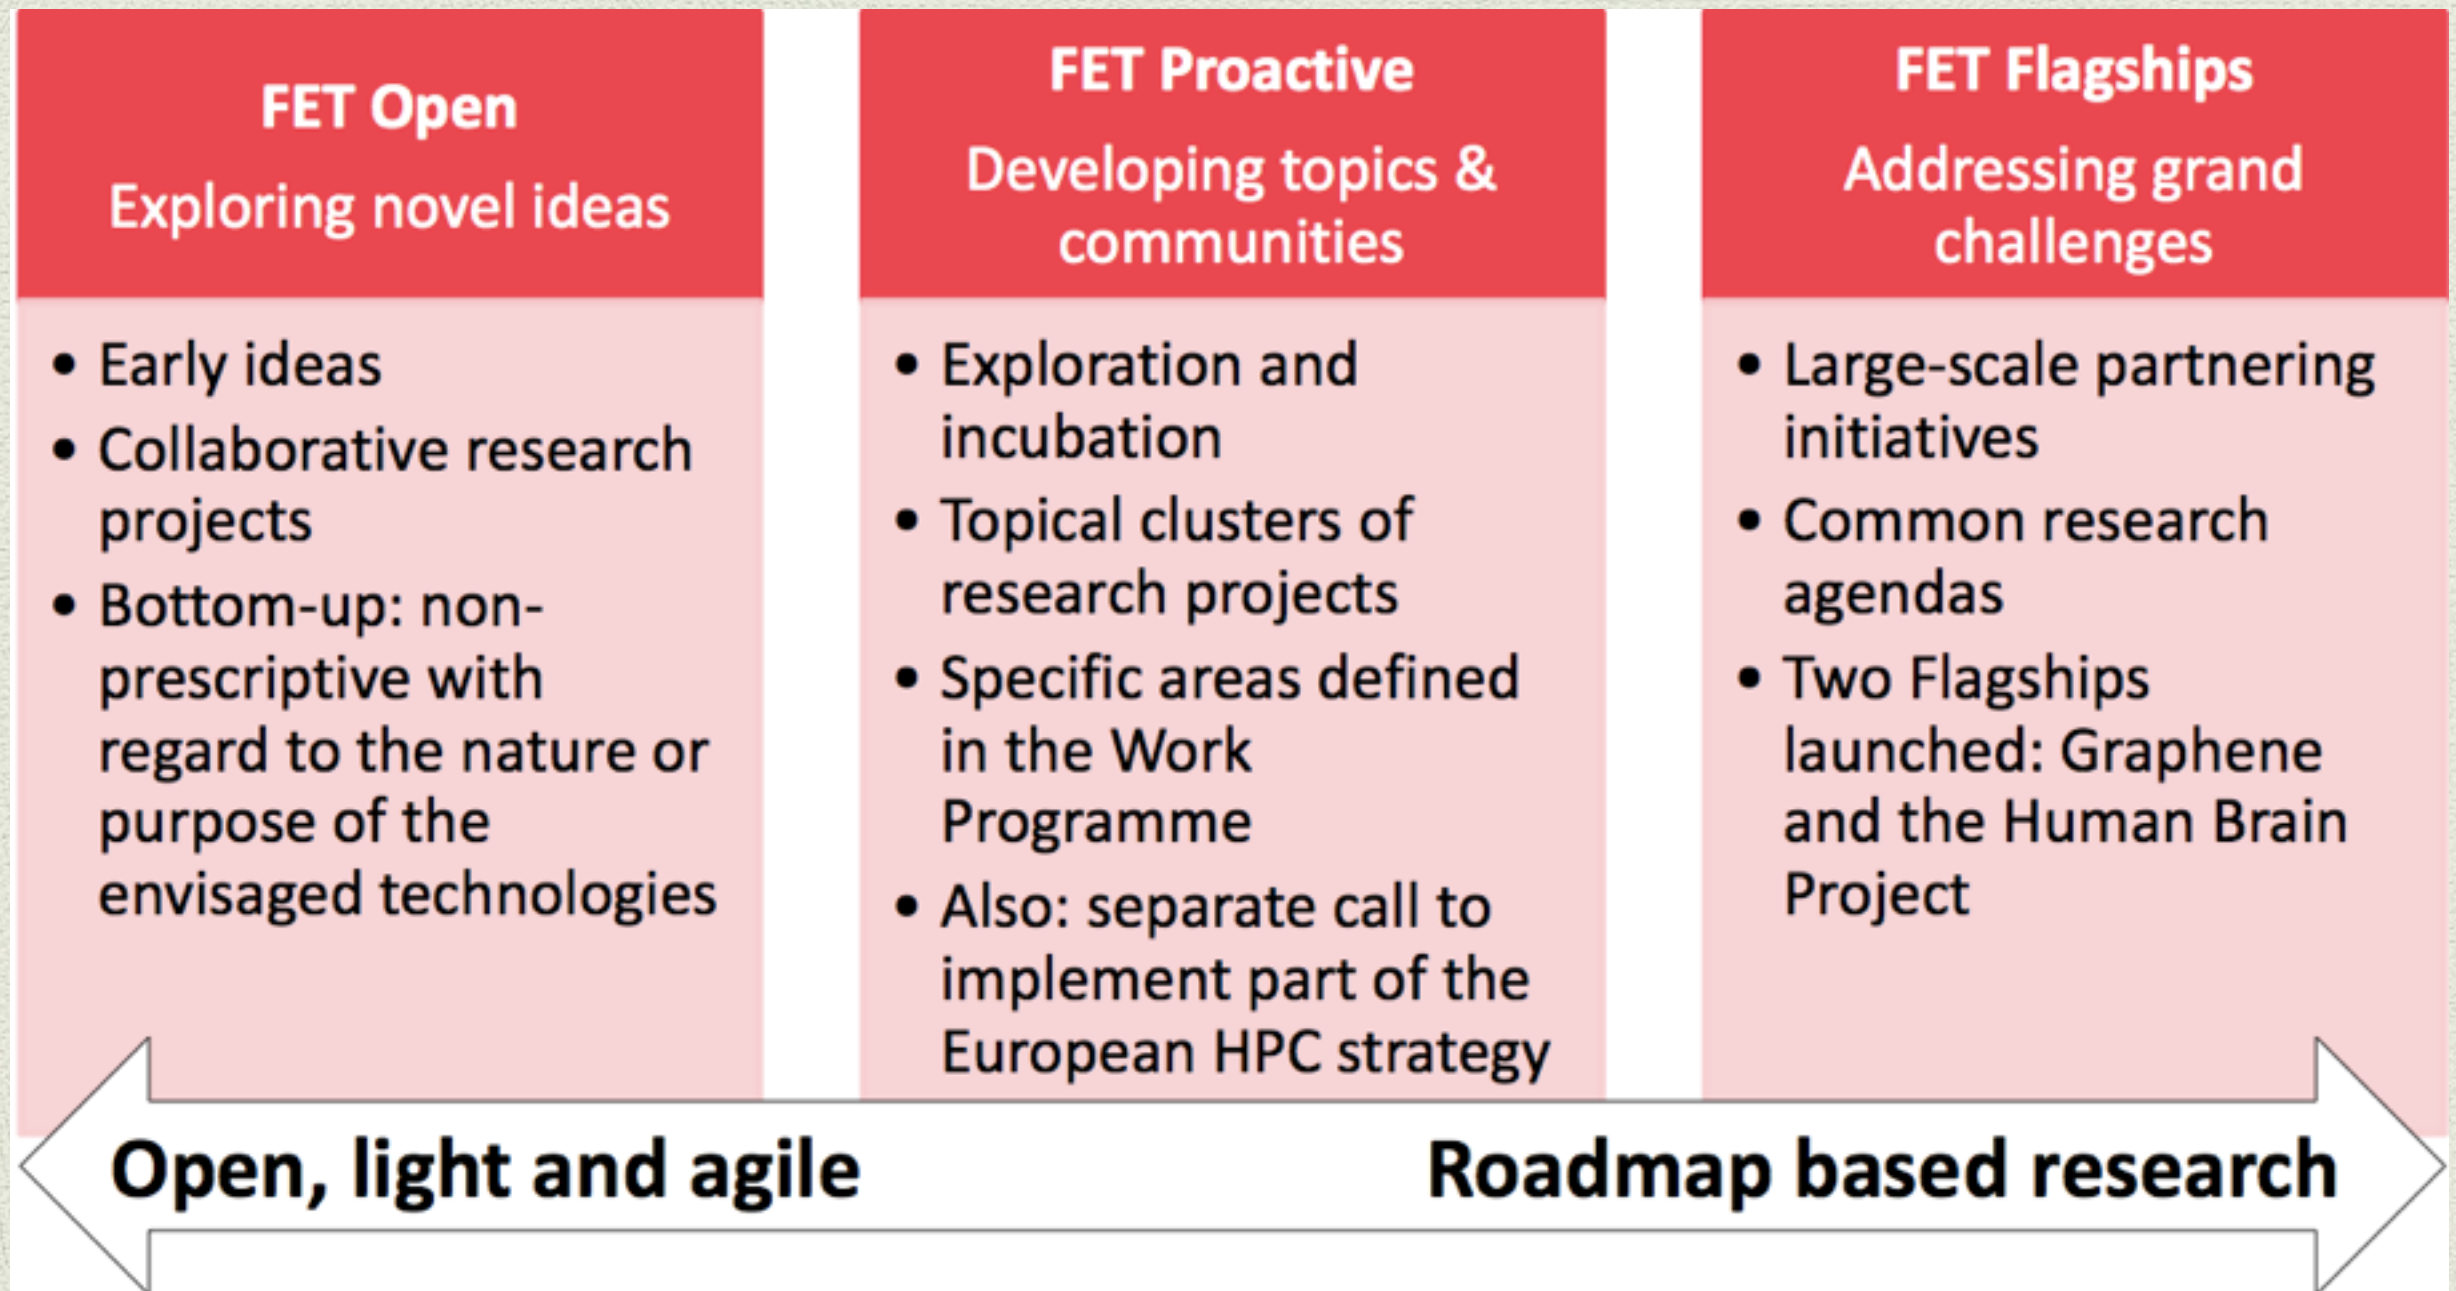 FET Open
Exploring novel ideas
• Early ideas
• Collaborative research
projects
• Bottom-up: non-
prescriptive with
regard to the nature or
purpose of the
envisaged technologies
FET Proactive
Developing topics &
communities
• Exploration and
incubation
• Topical clusters of
research projects
• Specific areas defined
in the Work
Programme
• Also: separate call to
implement part of the
European HPC strategy
FET Flagships
Addressing grand
challenges
• Large-scale partnering
initiatives
• Common research
agendas
• Two Flagships
launched: Graphene
and the Human Brain
Project
Open, light and agile
Roadmap based research